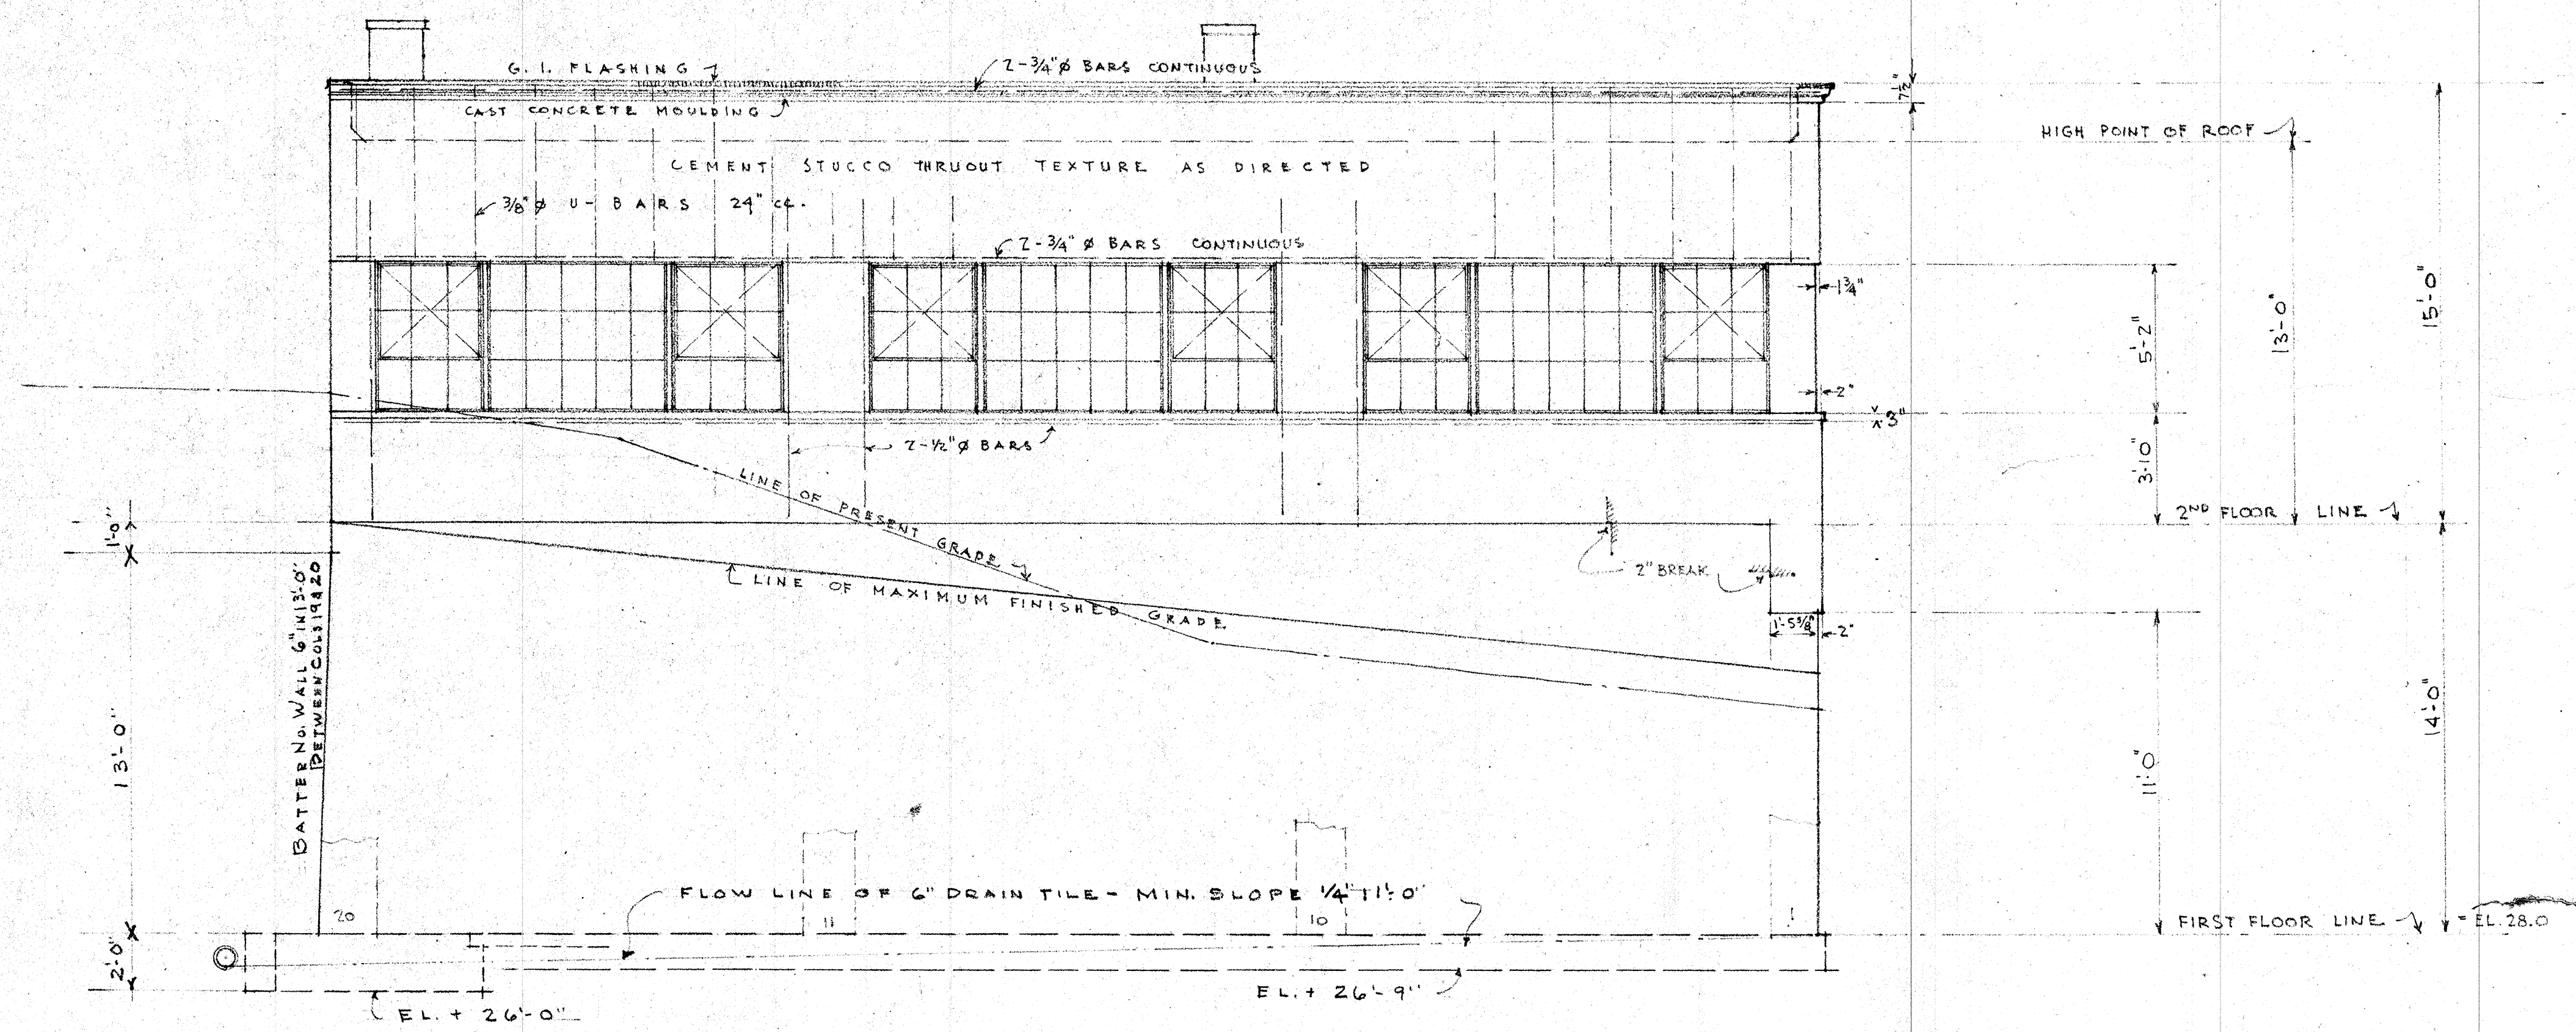 G. I. FLASHING
2-3/4"ø BARS CONTINUOUS
CAST CONCRETE MOULDING
7½"
HIGH POINT OF ROOF
CEMENT STUCCO THRUOUT TEXTURE AS DIRECTED
3/8"ø U-BARS 24" cc.
2-3/4"ø BARS CONTINUOUS
1¾"
5'-2"
13'-0"
15'-0"
2"
3"
2-½"ø BARS
3'-10"
LINE OF PRESENT GRADE
2ND FLOOR LINE
1'-0"
2" BREAK
LINE OF MAXIMUM FINISHED GRADE
1'-5⅝"
2"
BATTER NO. WALL 6" IN 13'-0"
BETWEEN COLS 19 & 20
13'-0"
11'-0"
14'-0"
FLOW LINE OF 6" DRAIN TILE - MIN. SLOPE 1/4" T 1'-0"
20
11
10
1
FIRST FLOOR LINE = EL. 28.0
2'-0"
EL. + 26'-9"
EL. + 26'-0"